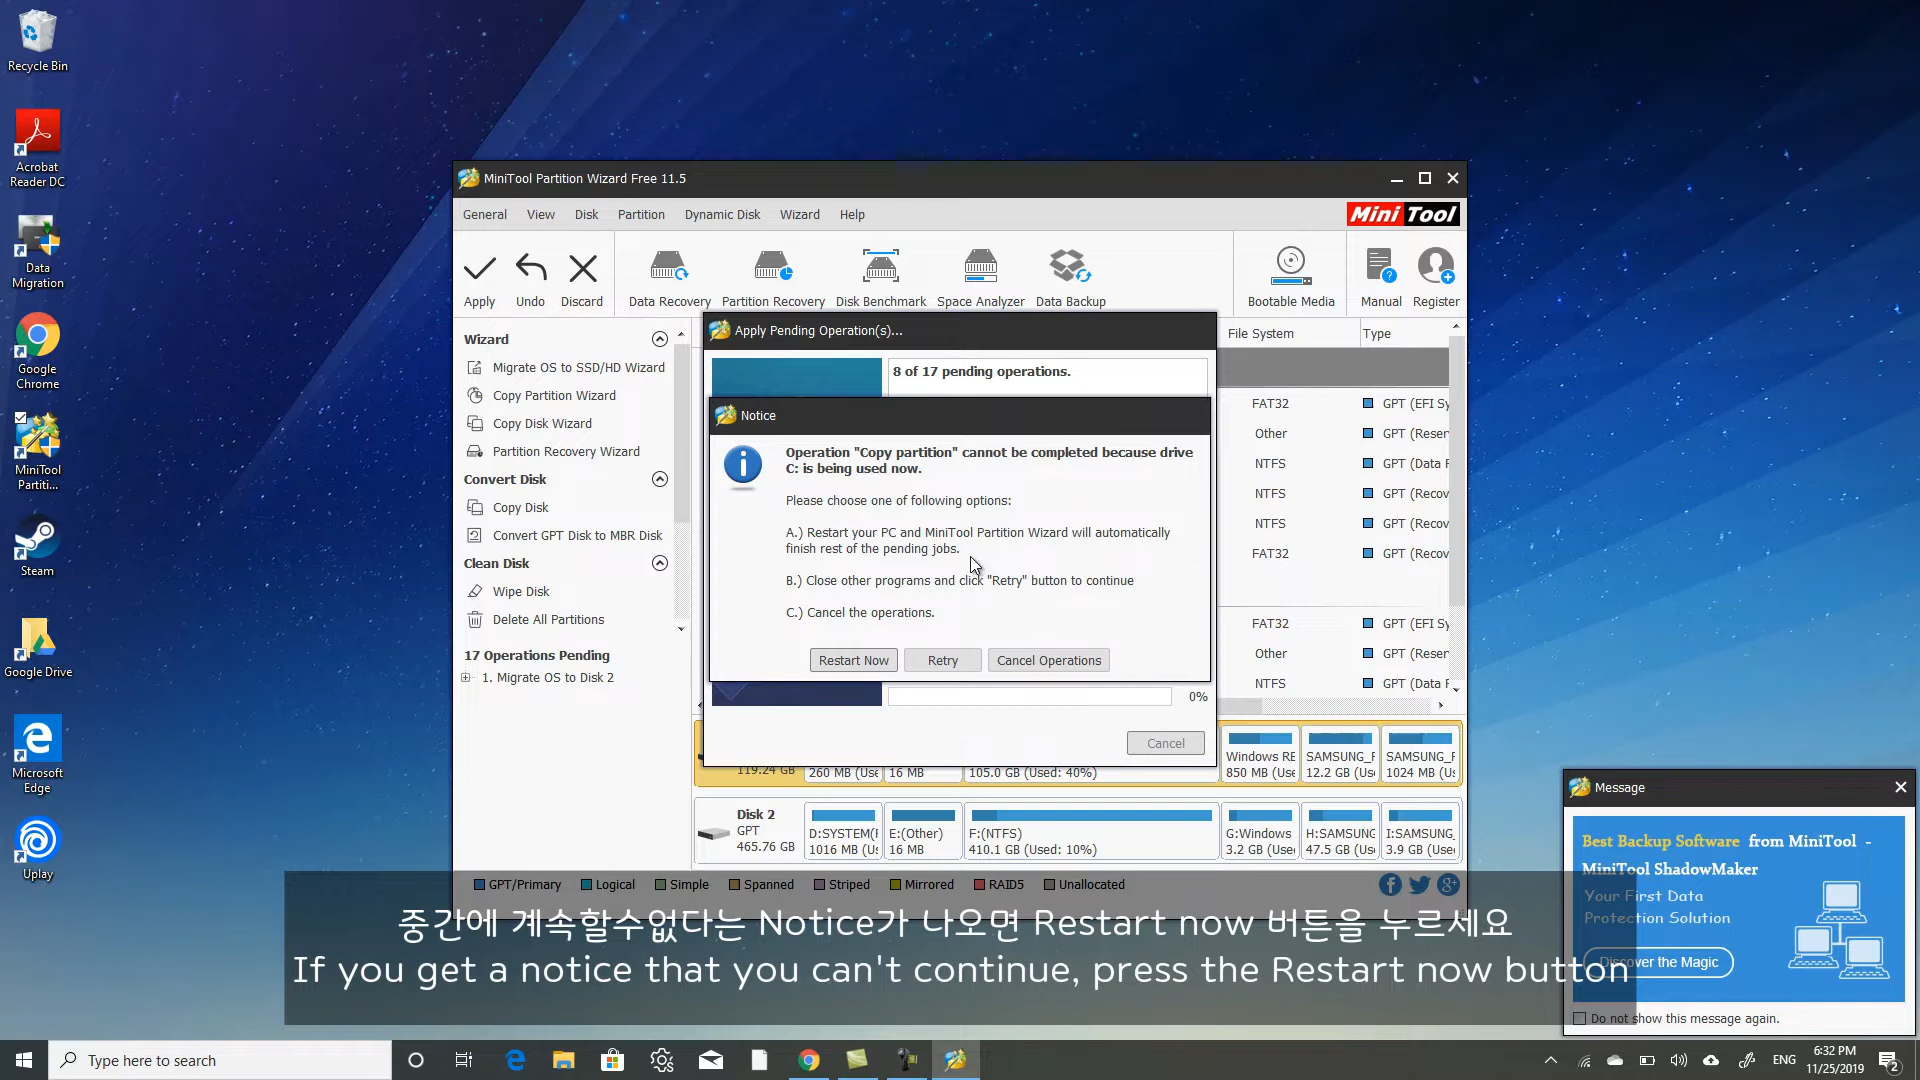 Recycle Bin
Acrobat
Reader DC
Data
Migration
Google
Chrome
MiniTool
Partiti...
Steam
Google Drive
Microsoft
Edge
Uplay
MiniTool Partition Wizard Free 11.5
General View Disk Partition Dynamic Disk Wizard Help
Mini Tool
Apply Undo Discard Data Recovery Partition Recovery Disk Benchmark Space Analyzer Data Backup Bootable Media Manual Register
Wizard
Migrate OS to SSD/HD Wizard
Copy Partition Wizard
Copy Disk Wizard
Partition Recovery Wizard
Convert Disk
Copy Disk
Convert GPT Disk to MBR Disk
Clean Disk
Wipe Disk
Delete All Partitions
17 Operations Pending
1. Migrate OS to Disk 2
File System Type
FAT32 GPT (EFI Sy
Other GPT (Reser
NTFS GPT (Data F
NTFS GPT (Recov
NTFS GPT (Recov
FAT32 GPT (Recov
FAT32 GPT (EFI Sy
Other GPT (Reser
NTFS GPT (Data F
Apply Pending Operation(s)...
8 of 17 pending operations.
Notice
Operation "Copy partition" cannot be completed because drive
C: is being used now.
Please choose one of following options:
A.) Restart your PC and MiniTool Partition Wizard will automatically
finish rest of the pending jobs.
B.) Close other programs and click "Retry" button to continue
C.) Cancel the operations.
Restart Now Retry Cancel Operations
0%
Cancel
Windows RE SAMSUNG_F SAMSUNG_F
119.24 GB 260 MB (Use 16 MB 105.0 GB (Used: 40%) 850 MB (Use 12.2 GB (Us 1024 MB (Us
Disk 2
GPT
465.76 GB
D:SYSTEM(F E:(Other) F:(NTFS) G:Windows H:SAMSUNG I:SAMSUNG_
1016 MB (Us 16 MB 410.1 GB (Used: 10%) 3.2 GB (Used 47.5 GB (Us 3.9 GB (Use
GPT/Primary Logical Simple Spanned Striped Mirrored RAID5 Unallocated
중간에 계속할수없다는 Notice가 나오면 Restart now 버튼을 누르세요
If you get a notice that you can't continue, press the Restart now button
Message
Best Backup Software from MiniTool -
MiniTool ShadowMaker
Your First Data
Protection Solution
Discover the Magic
Do not show this message again.
Type here to search
ENG
6:32 PM
11/25/2019
2